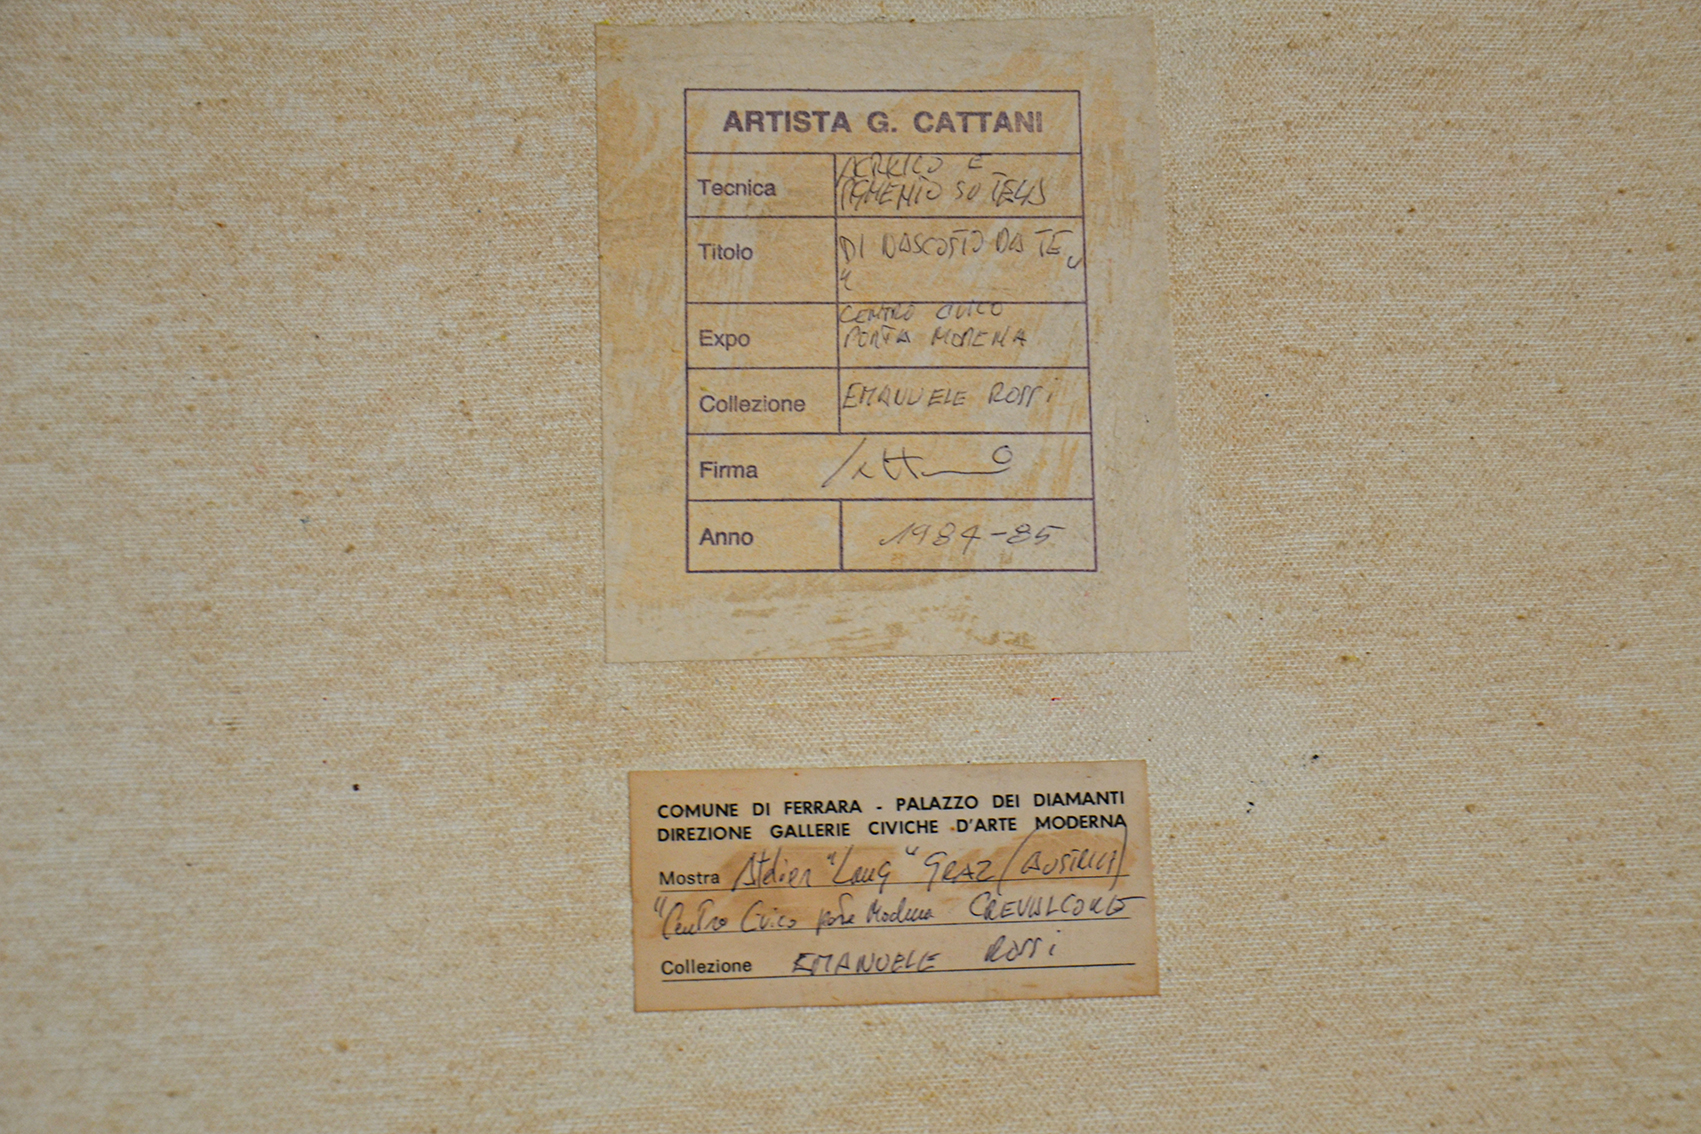 ARTISTA G. CATTANI
Tecnica
ACRILICO E
PIGMENTO SU TELA
Titolo
DI NASCOSTO DA TE
Expo
CENTRO CIVICO
PORTA MODENA
Collezione
EMANUELE ROSSI
Firma
Anno
1984-85
COMUNE DI FERRARA - PALAZZO DEI DIAMANTI
DIREZIONE GALLERIE CIVICHE D'ARTE MODERNA
Mostra Atelier "Lang" GRAZ (AUSTRIA)
"Centro Civico porta Modena CREVALCORE
Collezione EMANUELE ROSSI